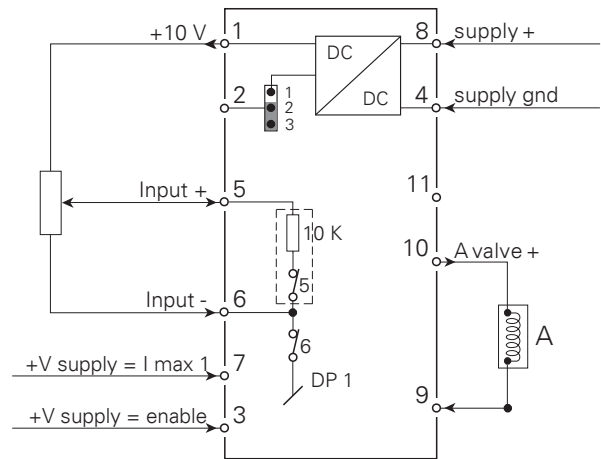 +10 V
1
DC
DC
8
supply +
2
1
2
3
4
supply gnd
11
Input +
5
10 K
5
10
A valve +
A
Input -
6
6
DP 1
+V supply = I max 1
7
9
+V supply = enable
3